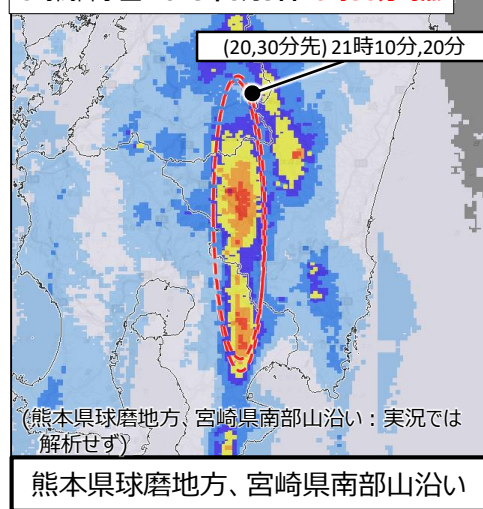 (20,30分先) 21時10分,20分
(熊本県球磨地方、宮崎県南部山沿い：実況では
解析せず)
熊本県球磨地方、宮崎県南部山沿い